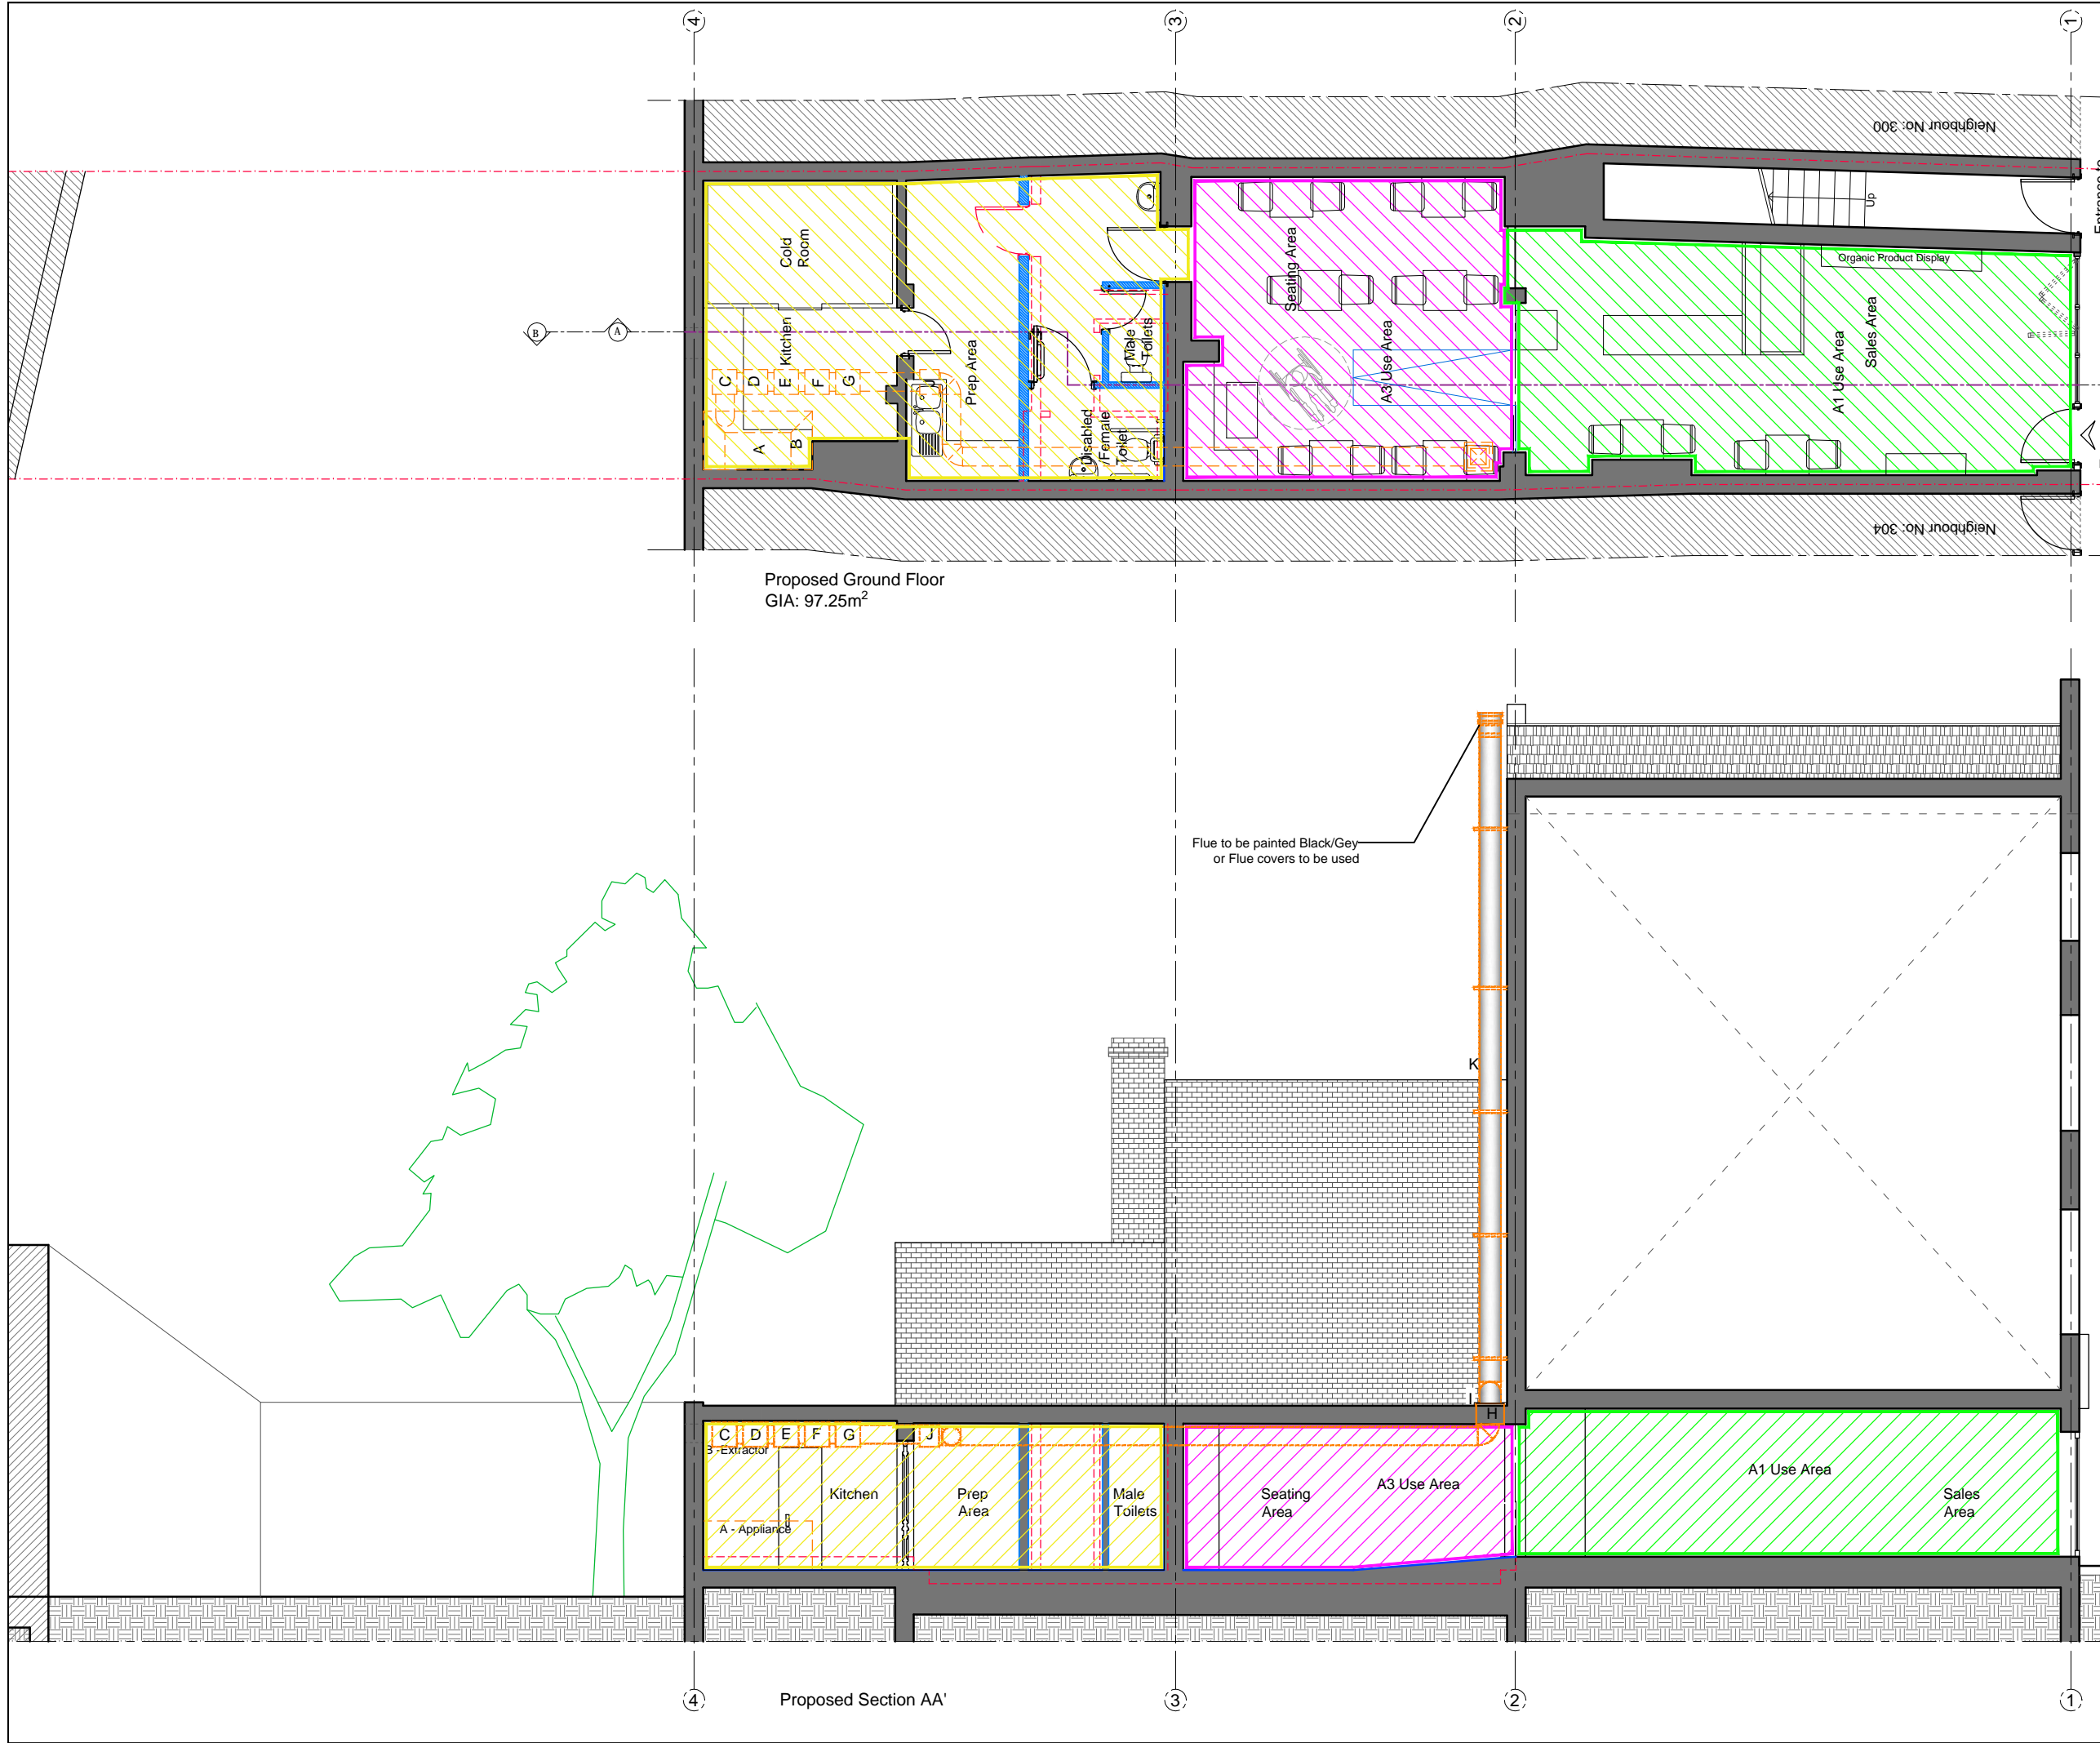 4
3
2
1
Neighbour No: 300
Entrance to
Up
Cold
Room
Kitchen
C
D
E
F
G
A
B
J
Prep Area
Male
Toilets
Disabled
/Female
Toilet
Seating Area
A3 Use Area
Organic Product Display
Sales Area
A1 Use Area
B
A
Neighbour No: 304
Proposed Ground Floor
GIA: 97.25m²
Flue to be painted Black/Gey
or Flue covers to be used
K
I
H
C
D
E
F
G
J
B -Extractor
Kitchen
A - Appliance
Prep
Area
Male
Toilets
Seating
Area
A3 Use Area
A1 Use Area
Sales
Area
4
Proposed Section AA'
3
2
1